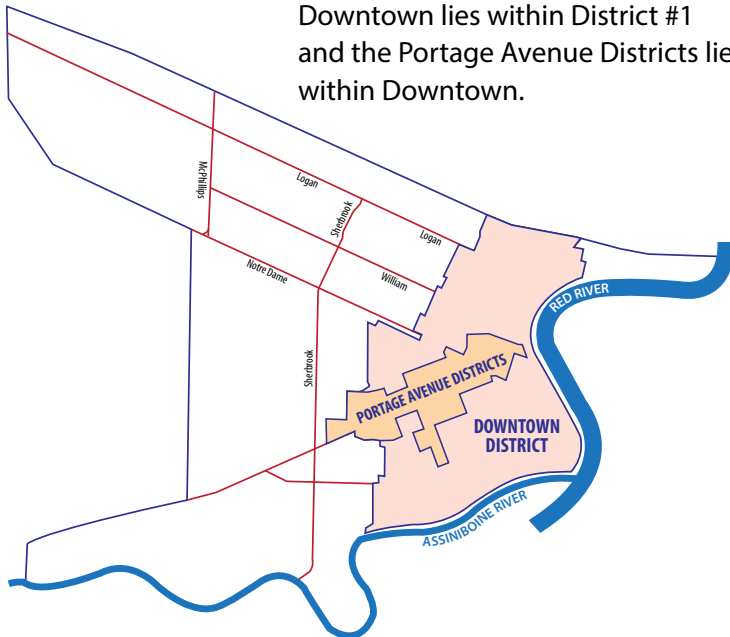 Downtown lies within District #1
and the Portage Avenue Districts lie
within Downtown.
McPhillips
Logan
Sherbrook
Logan
Notre Dame
William
RED RIVER
Sherbrook
PORTAGE AVENUE DISTRICTS
DOWNTOWN
DISTRICT
ASSINIBOINE RIVER